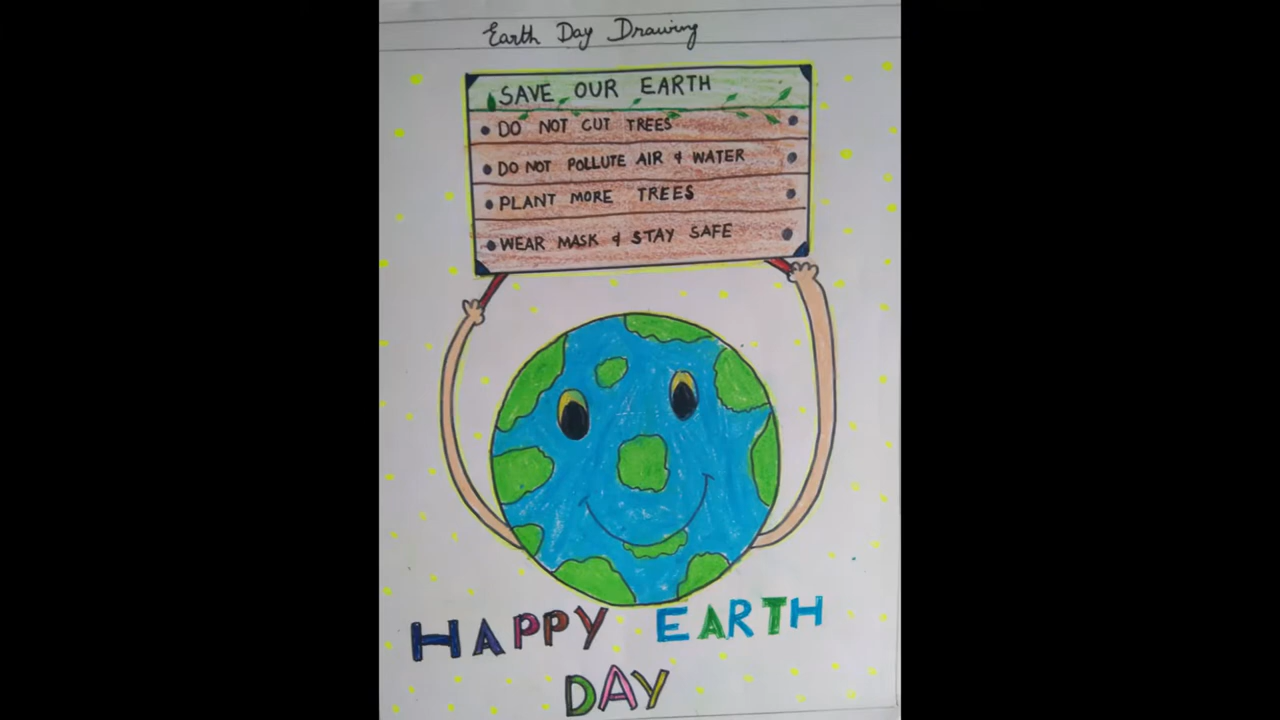 Earth Day Drawing
SAVE OUR EARTH
• DO NOT CUT TREES
• DO NOT POLLUTE AIR & WATER
• PLANT MORE TREES
• WEAR MASK & STAY SAFE
HAPPY EARTH
DAY